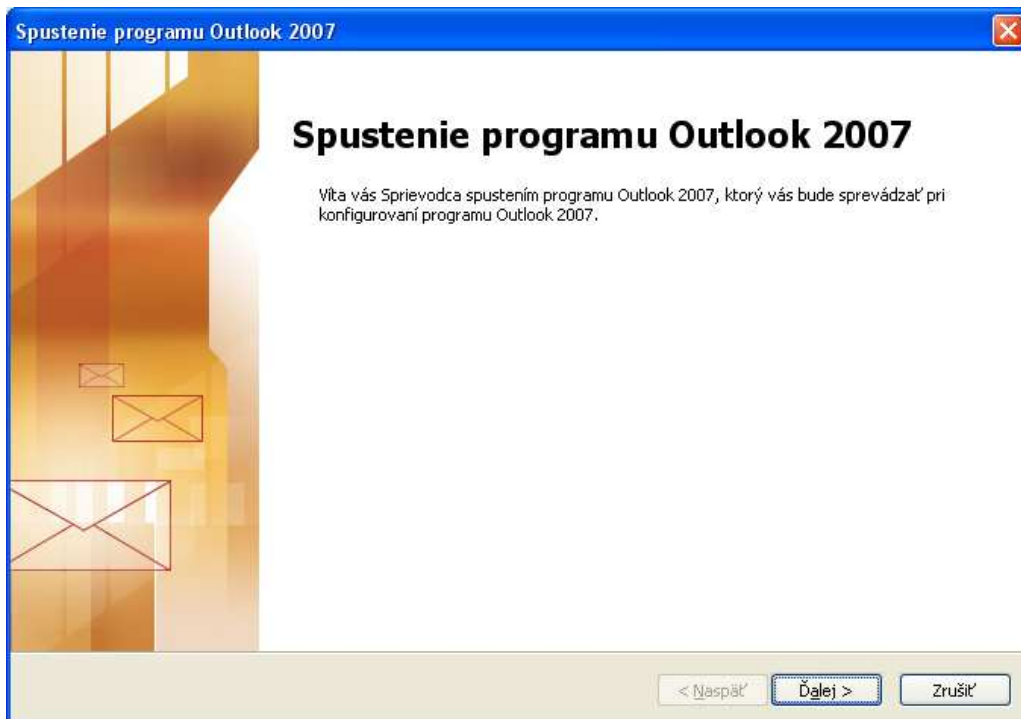 Spustenie programu Outlook 2007
Spustenie programu Outlook 2007
Víta vás Sprievodca spustením programu Outlook 2007, ktorý vás bude sprevádzať pri
konfigurovaní programu Outlook 2007.
< Naspäť Ďalej > Zrušiť